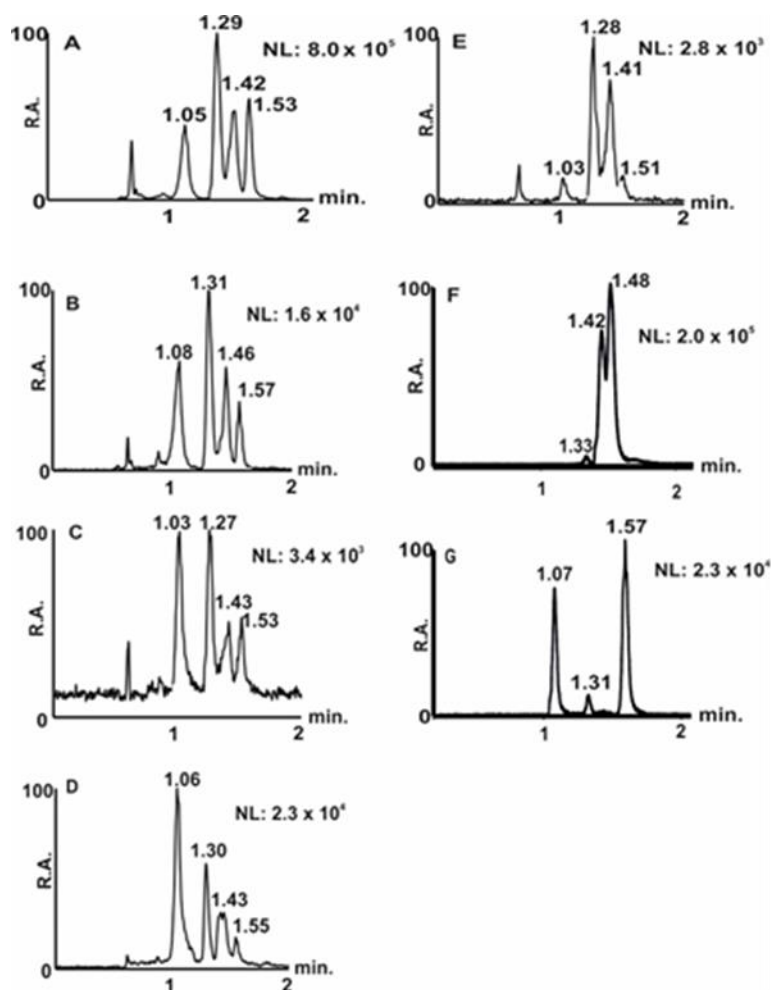 A
100
1.29
NL: 8.0 x 10⁵
1.42
1.53
1.05
R.A.
0
1
2
min.
B
100
1.31
NL: 1.6 x 10⁴
1.08
1.46
1.57
R.A.
0
1
2
min.
C
100
1.03
1.27
NL: 3.4 x 10³
1.43
1.53
R.A.
0
1
2
min.
D
100
1.06
NL: 2.3 x 10⁴
1.30
1.43
1.55
R.A.
0
1
2
min.
E
100
1.28
NL: 2.8 x 10³
1.41
1.03
1.51
R.A.
0
1
2
min.
F
100
1.48
1.42
NL: 2.0 x 10⁵
1.33
R.A.
0
1
2
min.
G
100
1.57
1.07
NL: 2.3 x 10⁴
1.31
R.A.
0
1
2
min.